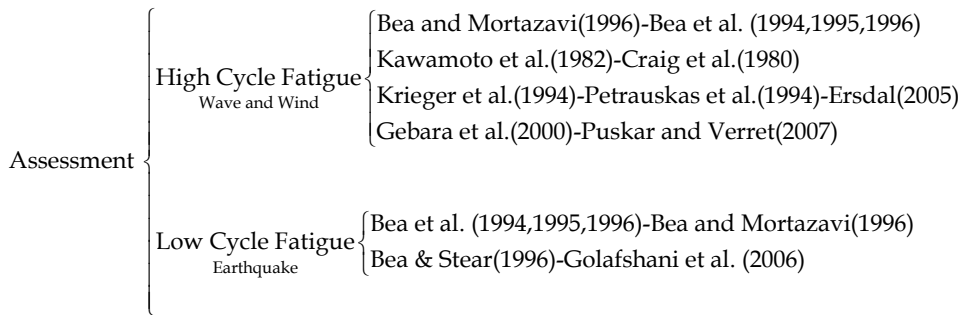 Bea and Mortazavi(1996)-Bea et al. (1994,1995,1996)
Kawamoto et al.(1982)-Craig et al.(1980)
High Cycle Fatigue
Wave and Wind
Krieger et al.(1994)-Petrauskas et al.(1994)-Ersdal(2005)
Gebara et al.(2000)-Puskar and Verret(2007)
Assessment
Bea et al. (1994,1995,1996)-Bea and Mortazavi(1996)
Low Cycle Fatigue
Earthquake
Bea & Stear(1996)-Golafshani et al. (2006)